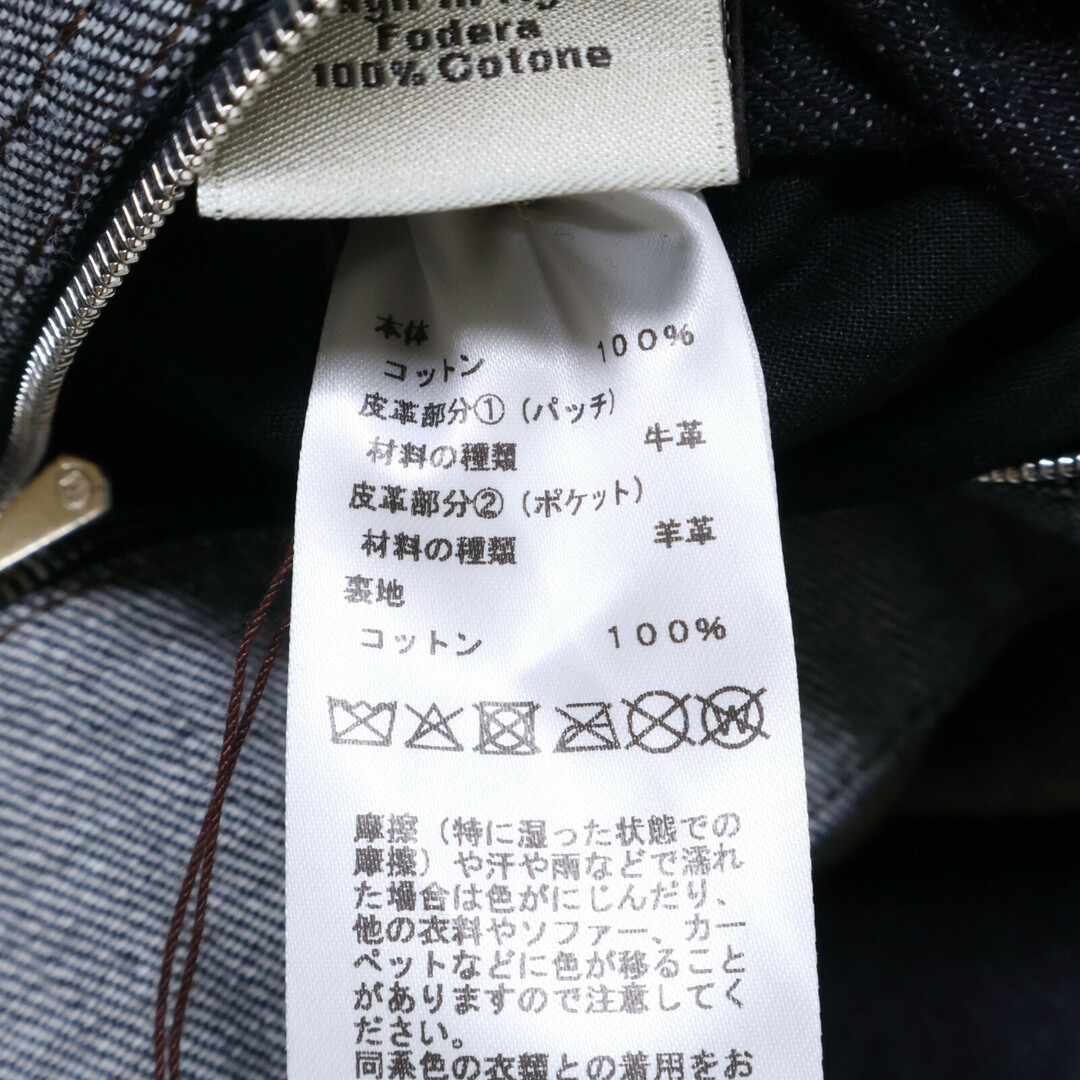 Fodera
100% Cotone
本体
コットン 100%
皮革部分①(パッチ)
材料の種類 牛革
皮革部分②(ポケット)
材料の種類 羊革
裏地
コットン 100%
W
摩擦(特に湿った状態での
摩擦)や汗や雨などで濡れ
た場合は色がにじんだり、
他の衣料やソファー、カー
ペットなどに色が移ること
がありますので注意してく
ださい。
同系色の衣類との着用をお